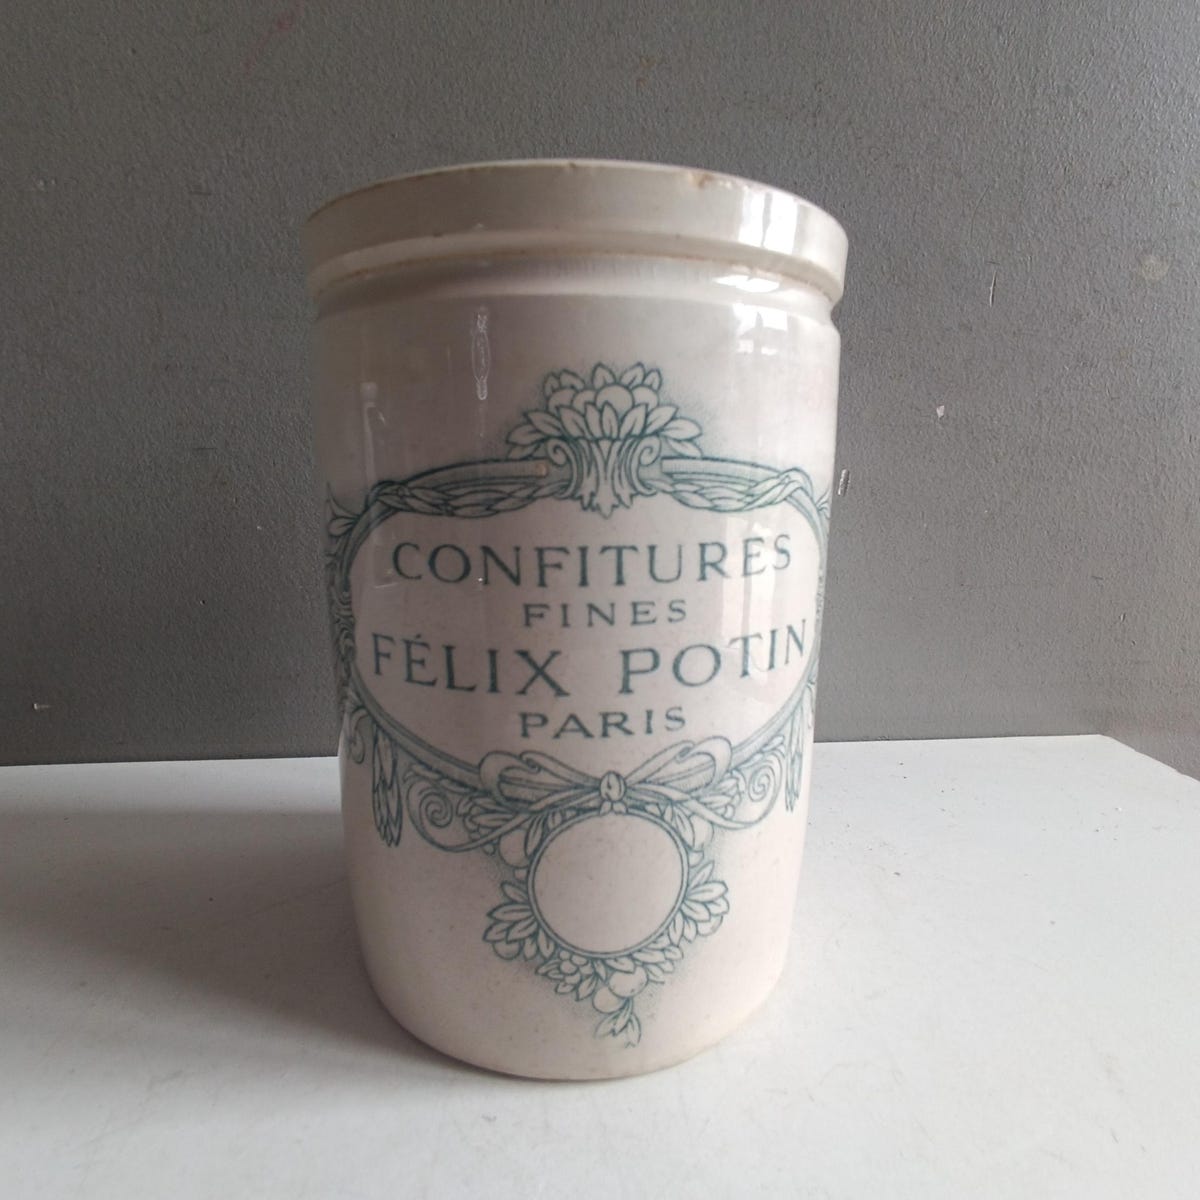 CONFITURES
FINES
FÉLIX POTIN
PARIS